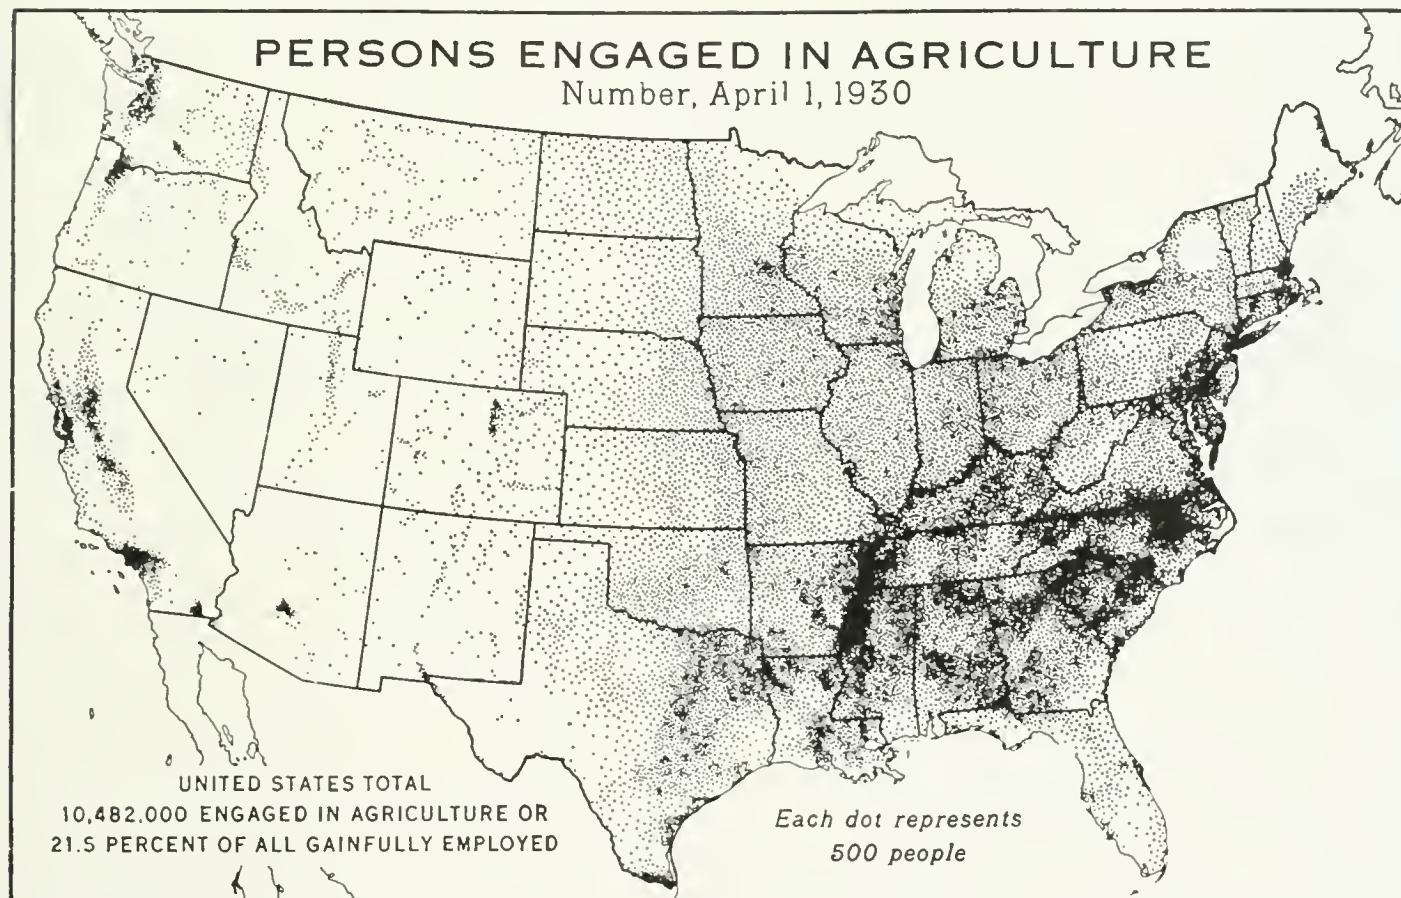 PERSONS ENGAGED IN AGRICULTURE
Number, April 1, 1930
UNITED STATES TOTAL
10,482,000 ENGAGED IN AGRICULTURE OR
21.5 PERCENT OF ALL GAINFULLY EMPLOYED
Each dot represents
500 people